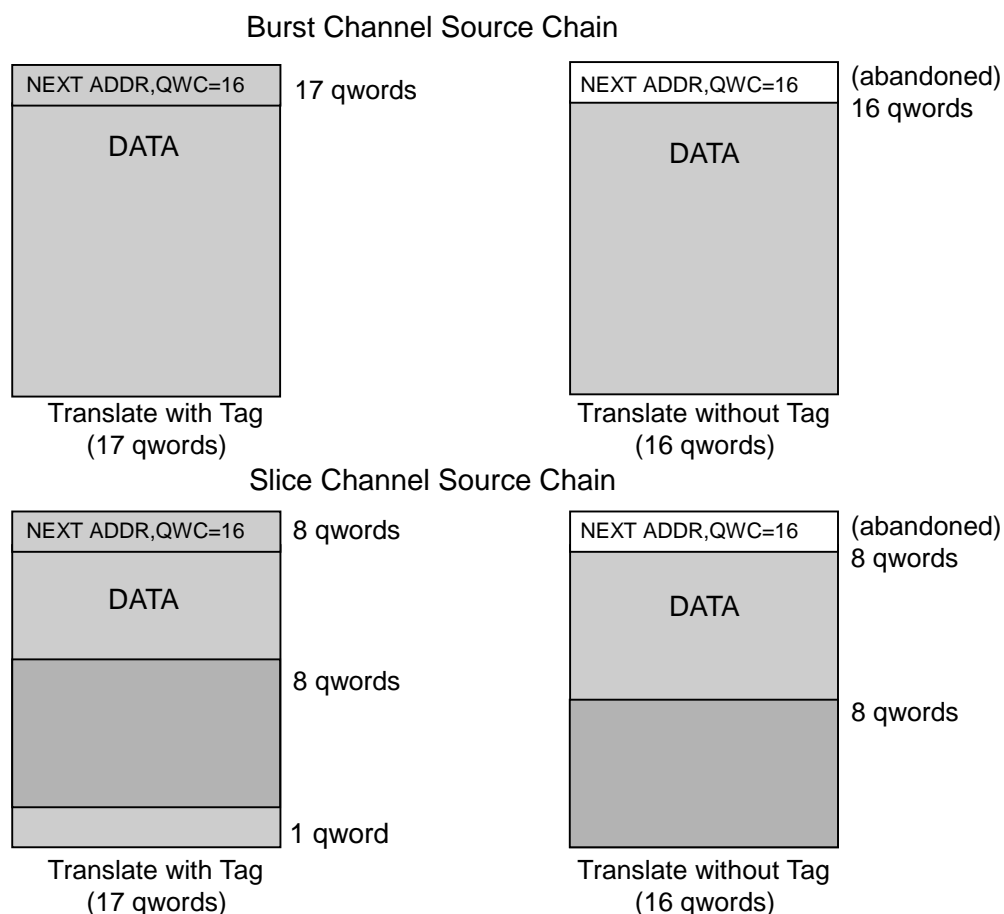 Burst Channel Source Chain
NEXT ADDR,QWC=16
17 qwords
DATA
Translate with Tag
(17 qwords)
NEXT ADDR,QWC=16
(abandoned)
16 qwords
DATA
Translate without Tag
(16 qwords)
Slice Channel Source Chain
NEXT ADDR,QWC=16
8 qwords
DATA
8 qwords
1 qword
Translate with Tag
(17 qwords)
NEXT ADDR,QWC=16
(abandoned)
8 qwords
DATA
8 qwords
Translate without Tag
(16 qwords)